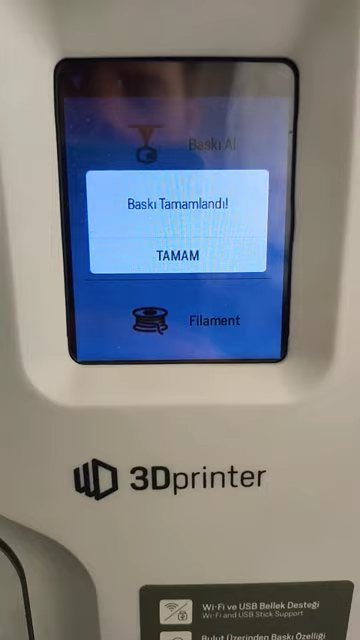 Baskı Al
Baskı Tamamlandı!
TAMAM
Filament
3Dprinter
Wi-Fi ve USB Bellek Desteği
Wi-Fi and USB Stick Support
Bulut Üzerinden Baskı Özelliği